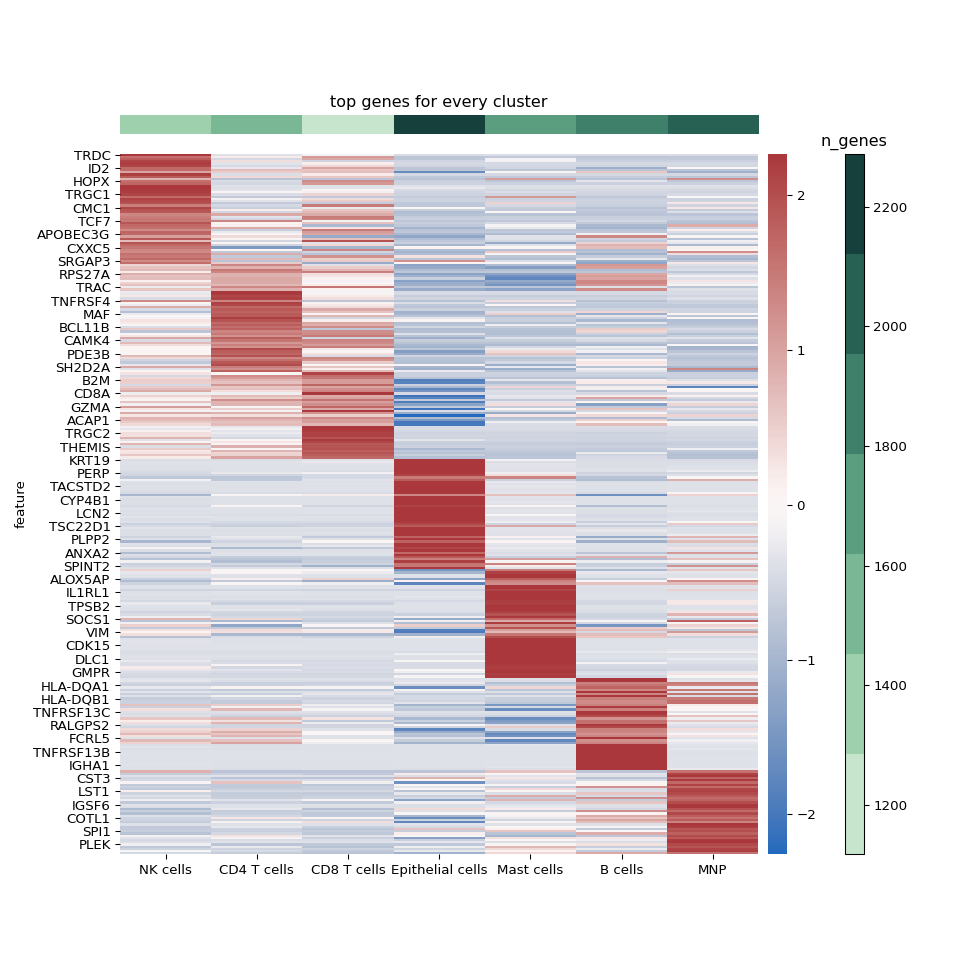 top genes for every cluster
n_genes
TRDC
ID2
HOPX
TRGC1
CMC1
TCF7
APOBEC3G
CXXC5
SRGAP3
RPS27A
TRAC
TNFRSF4
MAF
BCL11B
CAMK4
PDE3B
SH2D2A
B2M
CD8A
GZMA
ACAP1
TRGC2
THEMIS
KRT19
PERP
TACSTD2
CYP4B1
LCN2
TSC22D1
PLPP2
ANXA2
SPINT2
ALOX5AP
IL1RL1
TPSB2
SOCS1
VIM
CDK15
DLC1
GMPR
HLA-DQA1
HLA-DQB1
TNFRSF13C
RALGPS2
FCRL5
TNFRSF13B
IGHA1
CST3
LST1
IGSF6
COTL1
SPI1
PLEK
feature
NK cells
CD4 T cells
CD8 T cells
Epithelial cells
Mast cells
B cells
MNP
2
1
0
−1
−2
2200
2000
1800
1600
1400
1200